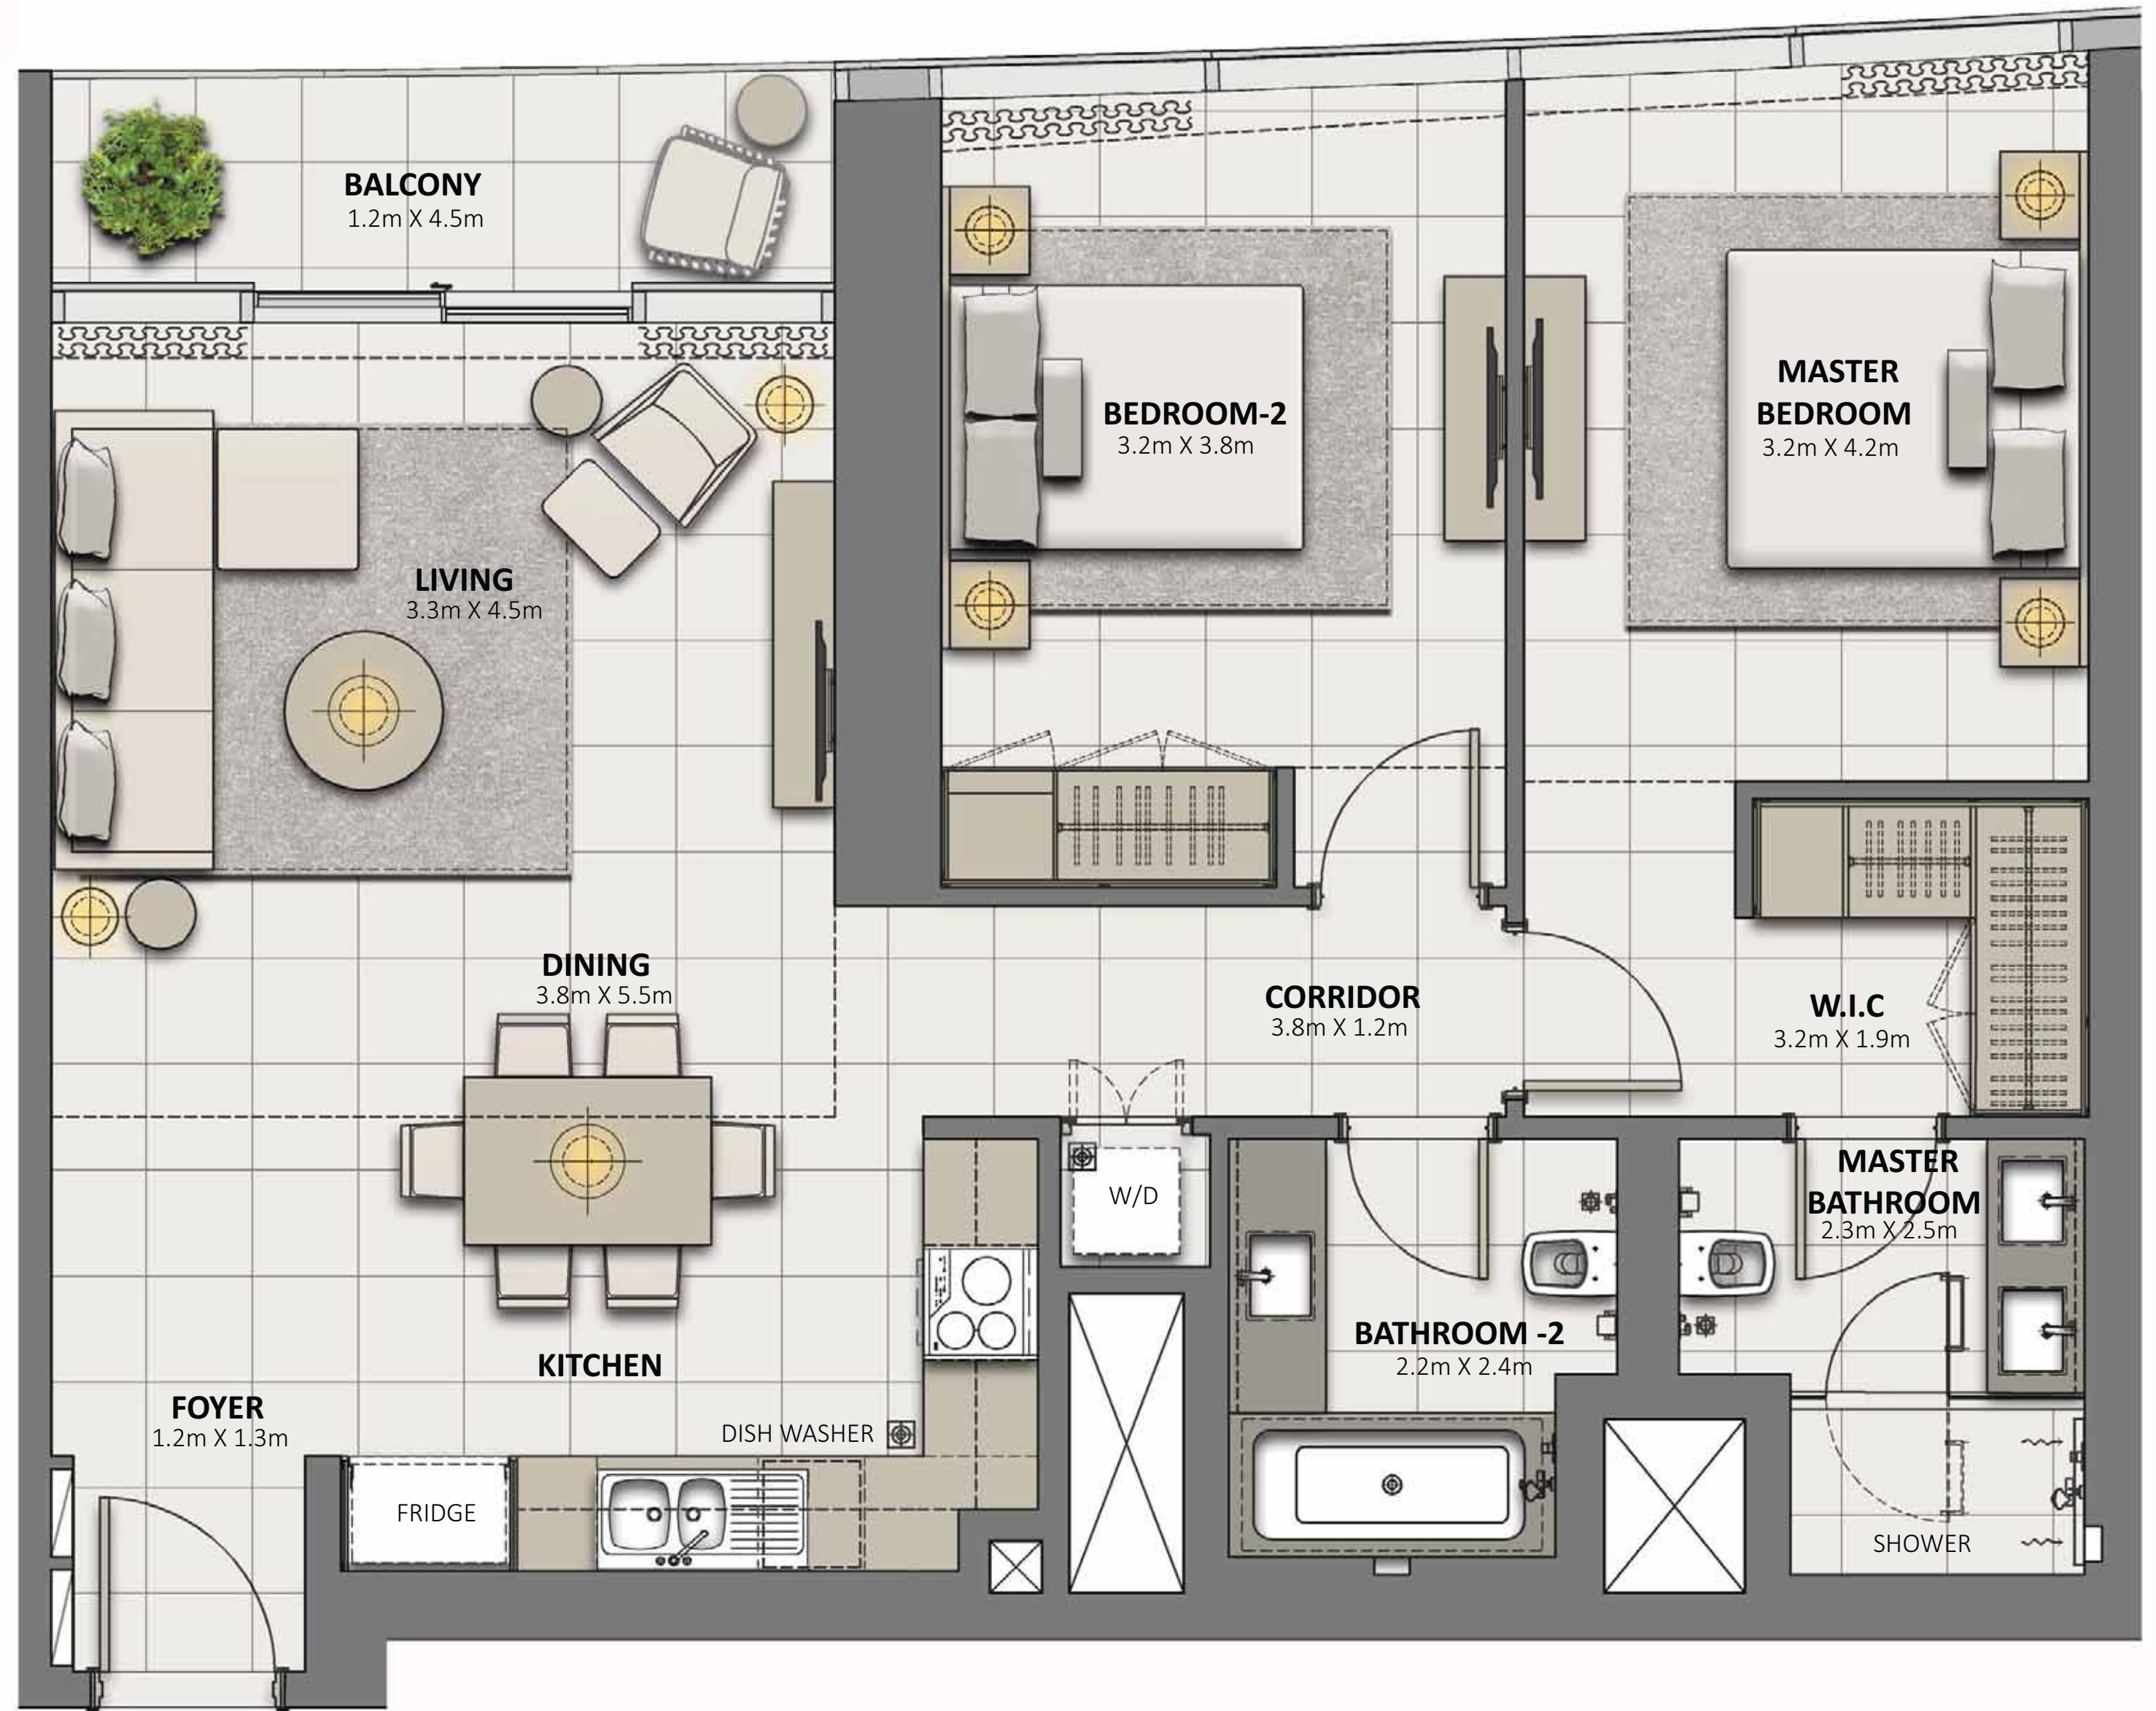 BALCONY
1.2m X 4.5m
LIVING
3.3m X 4.5m
BEDROOM-2
3.2m X 3.8m
MASTER
BEDROOM
3.2m X 4.2m
DINING
3.8m X 5.5m
CORRIDOR
3.8m X 1.2m
W.I.C
3.2m X 1.9m
W/D
MASTER
BATHROOM
2.3m X 2.5m
BATHROOM -2
2.2m X 2.4m
KITCHEN
FOYER
1.2m X 1.3m
DISH WASHER
FRIDGE
SHOWER